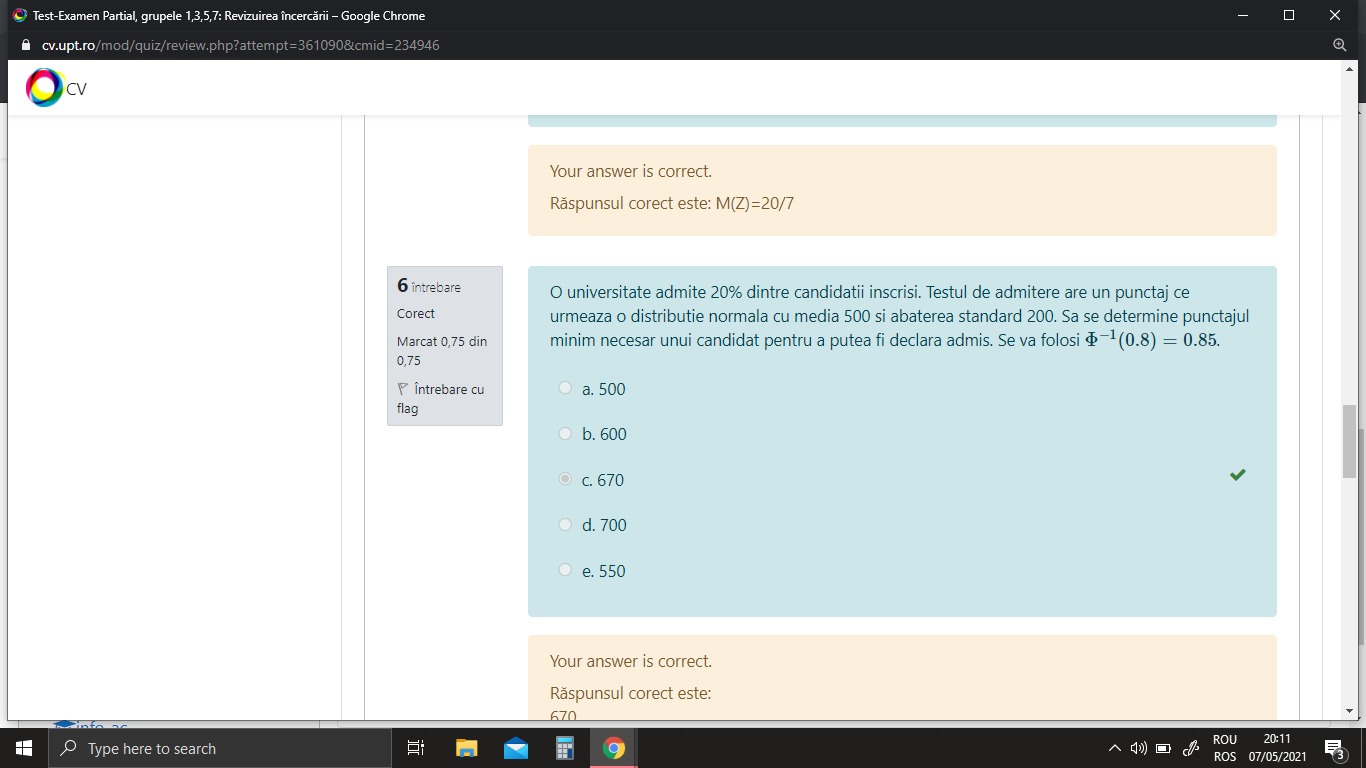 Test-Examen Partial, grupele 1,3,5,7: Revizuirea încercării – Google Chrome
cv.upt.ro/mod/quiz/review.php?attempt=361090&cmid=234946
CV
Your answer is correct.
Răspunsul corect este: M(Z)=20/7
6 întrebare
Corect
Marcat 0,75 din
0,75
Întrebare cu
flag
O universitate admite 20% dintre candidatii inscrisi. Testul de admitere are un punctaj ce
urmeaza o distributie normala cu media 500 si abaterea standard 200. Sa se determine punctajul
minim necesar unui candidat pentru a putea fi declara admis. Se va folosi Φ⁻¹(0.8) = 0.85.
a. 500
b. 600
c. 670
d. 700
e. 550
Your answer is correct.
Răspunsul corect este:
670
info_ac
Type here to search
ROU
ROS
20:11
07/05/2021
3